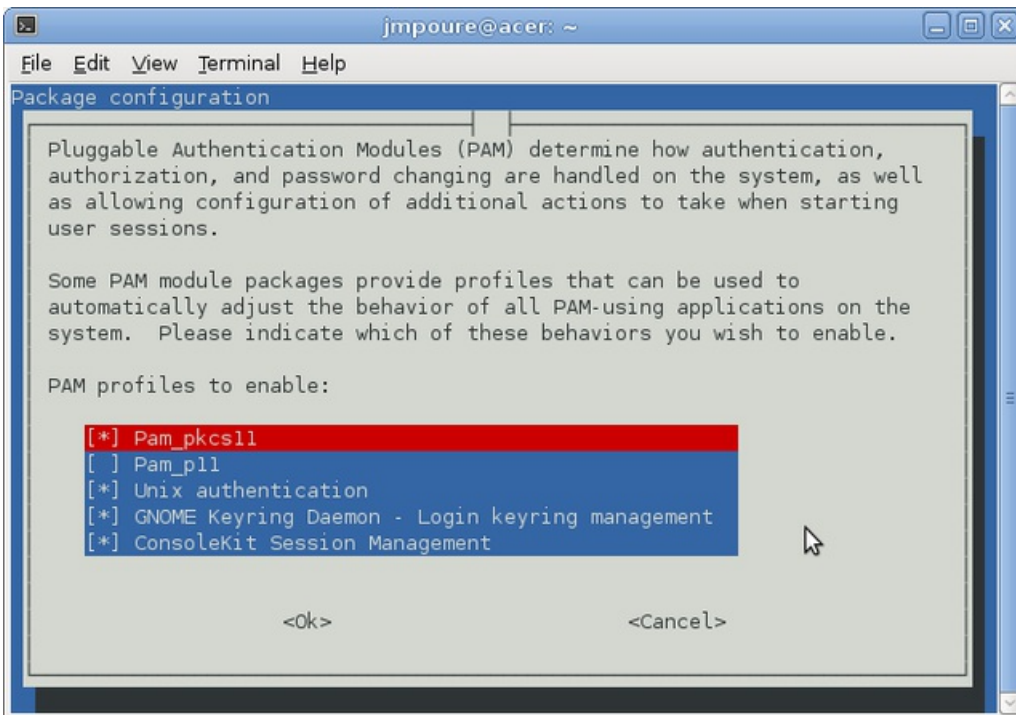 jmpoure@acer: ~
File Edit View Terminal Help
Package configuration
Pluggable Authentication Modules (PAM) determine how authentication,
authorization, and password changing are handled on the system, as well
as allowing configuration of additional actions to take when starting
user sessions.
Some PAM module packages provide profiles that can be used to
automatically adjust the behavior of all PAM-using applications on the
system.  Please indicate which of these behaviors you wish to enable.
PAM profiles to enable:
[*] Pam_pkcs11
[ ] Pam_p11
[*] Unix authentication
[*] GNOME Keyring Daemon - Login keyring management
[*] ConsoleKit Session Management
<Ok> <Cancel>